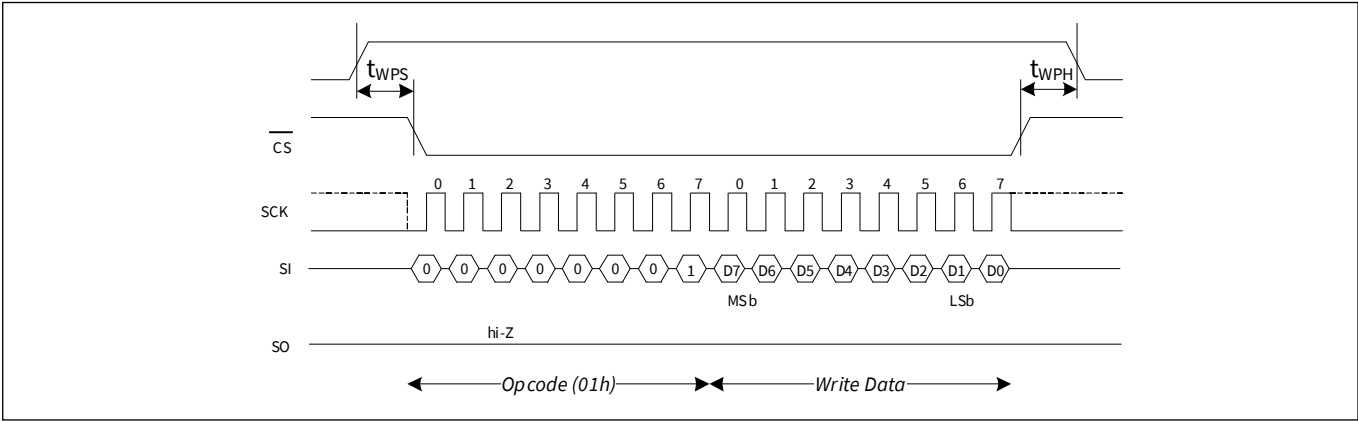 tWPS
tWPH
CS
0 1 2 3 4 5 6 7 0 1 2 3 4 5 6 7
SCK
SI 0 0 0 0 0 0 0 1 D7 D6 D5 D4 D3 D2 D1 D0
MSb LSb
hi-Z
SO
Opcode (01h) Write Data